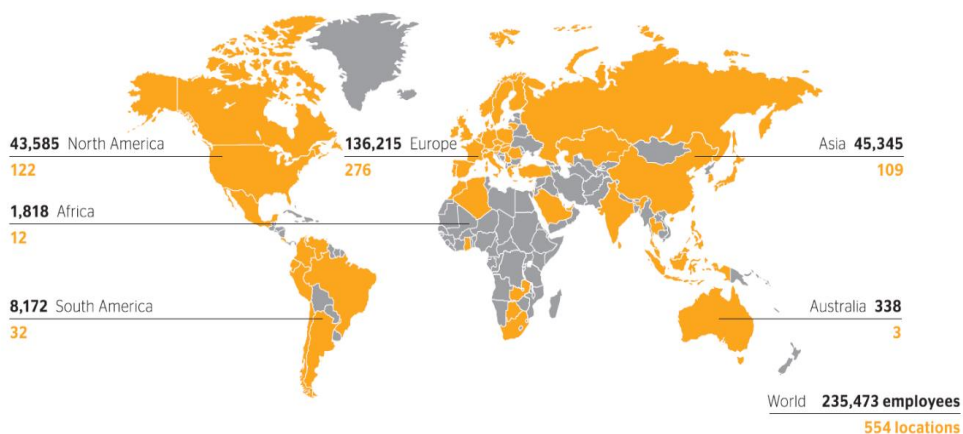 43,585 North America
122
136,215 Europe
276
Asia 45,345
109
1,818 Africa
12
8,172 South America
32
Australia 338
3
World 235,473 employees
554 locations